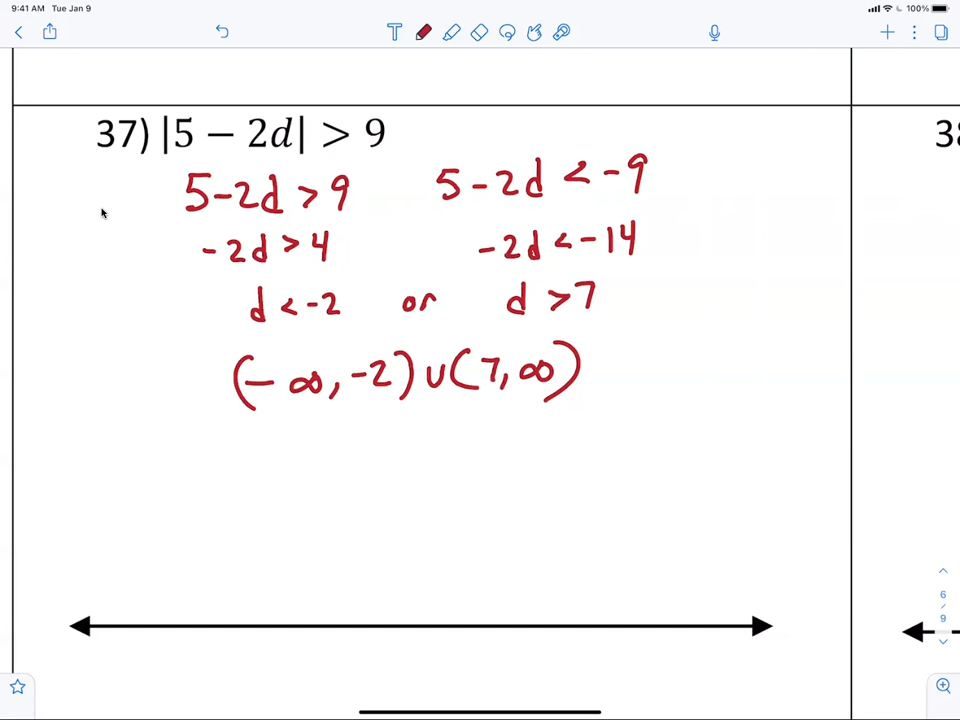 9:41 AM Tue Jan 9
100%
T
37) |5 − 2d| > 9
38
5-2d > 9 5-2d < -9
-2d > 4 -2d < -14
d < -2 or d > 7
(-∞, -2) ∪ (7, ∞)
6
/
9